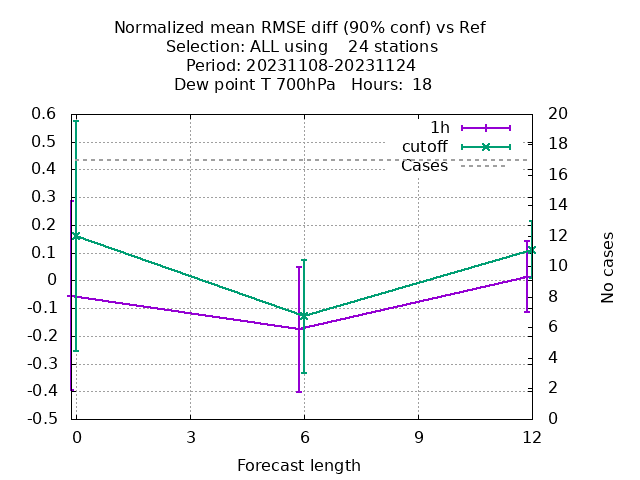 Normalized mean RMSE diff (90% conf) vs Ref
Selection: ALL using    24 stations
Period: 20231108-20231124
Dew point T 700hPa   Hours:  18
0.6
0.5
0.4
0.3
0.2
0.1
0
-0.1
-0.2
-0.3
-0.4
-0.5
1h
cutoff
Cases
20
18
16
14
12
10
8
6
4
2
0
No cases
0 3 6 9 12
Forecast length